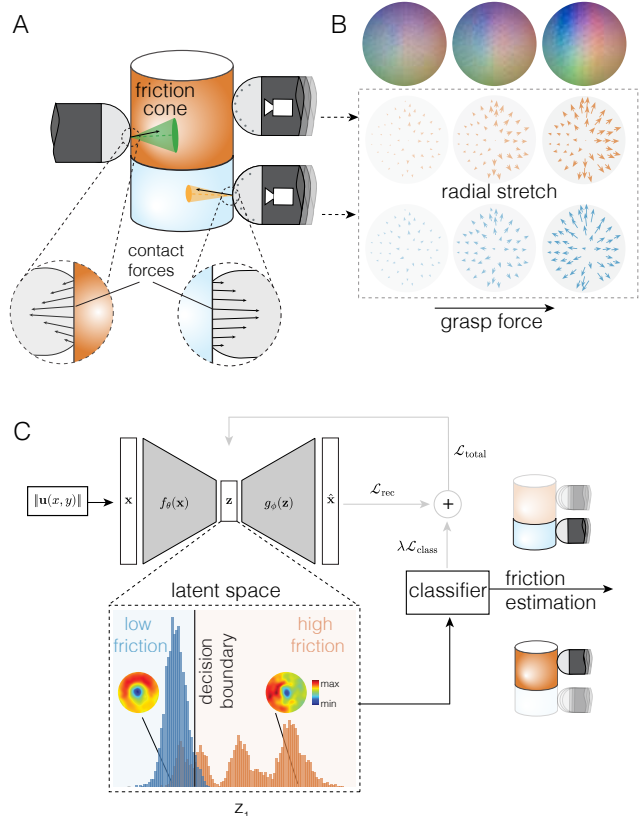 A
B
friction
cone
contact
forces
radial stretch
grasp force
C
‖u(x, y)‖
x
f_θ(x)
z
g_ϕ(z)
x̂
ℒ_rec
ℒ_total
+
λℒ_class
classifier
friction
estimation
latent space
low
friction
decision
boundary
high
friction
max
min
z₁